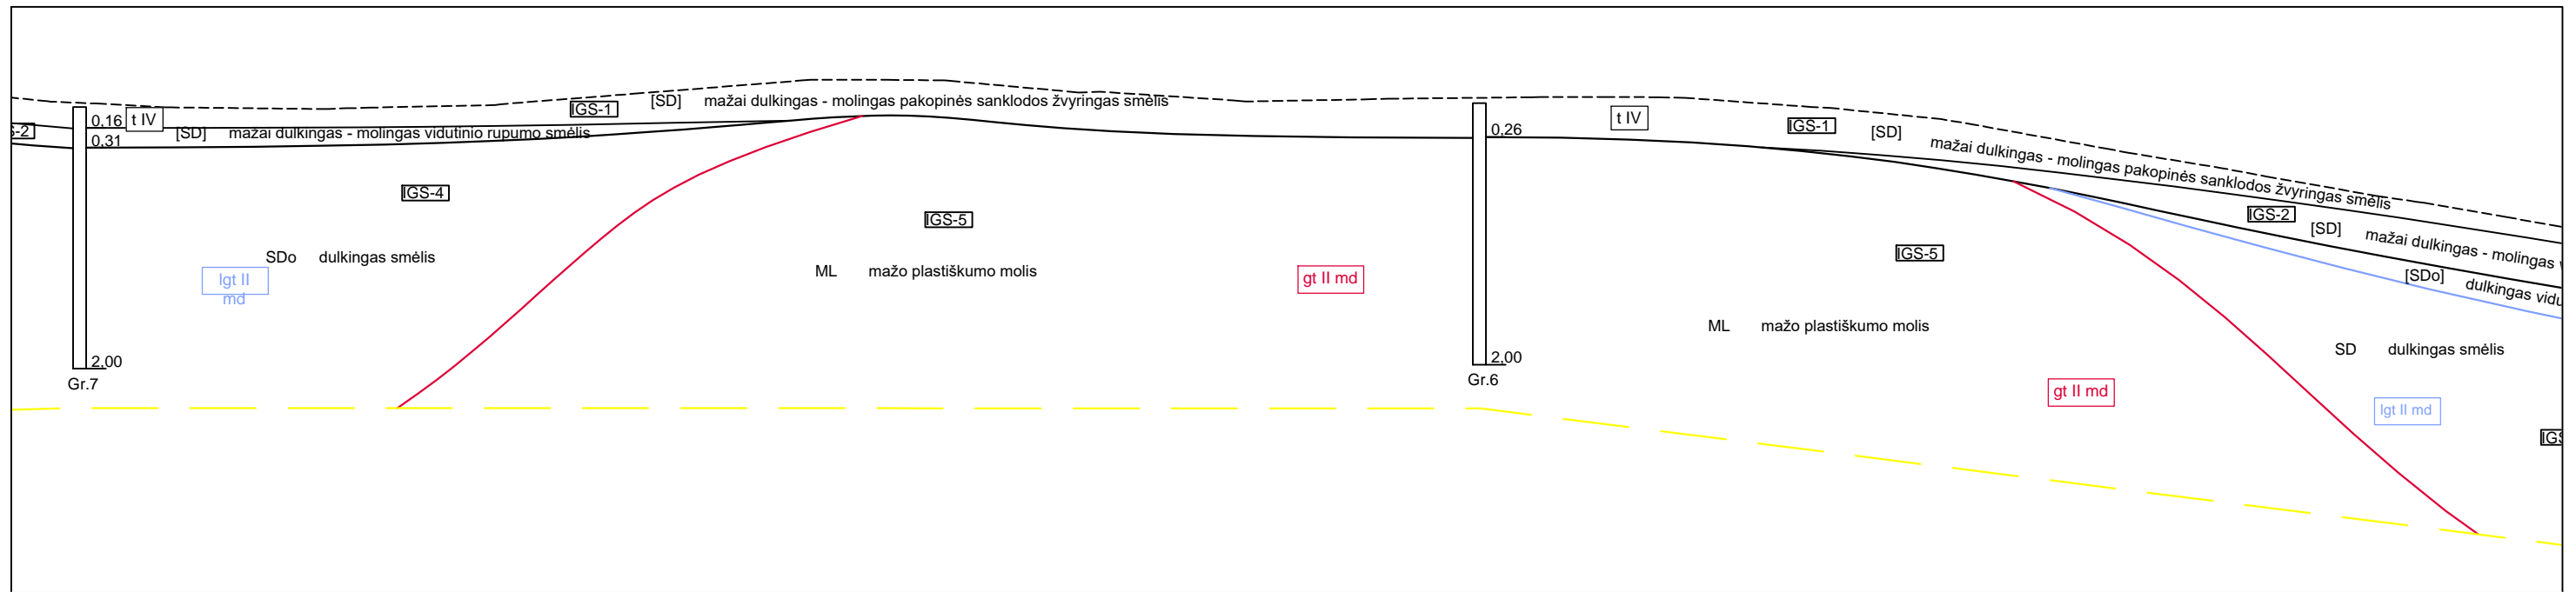 IGS-1 [SD] mažai dulkingas - molingas pakopinės sanklodos žvyringas smėlis
0,16 t IV
[SD] mažai dulkingas - molingas vidutinio rupumo smėlis
0,31
IGS-4
SDo dulkingas smėlis
lgt II
md
2,00
Gr.7
IGS-5
ML mažo plastiškumo molis
gt II md
0,26
t IV
2,00
Gr.6
IGS-1 [SD] mažai dulkingas - molingas pakopinės sanklodos žvyringas smėlis
IGS-2
[SD] mažai dulkingas - molingas
[SDo] dulkingas vidu
IGS-5
ML mažo plastiškumo molis
gt II md
SD dulkingas smėlis
lgt II md